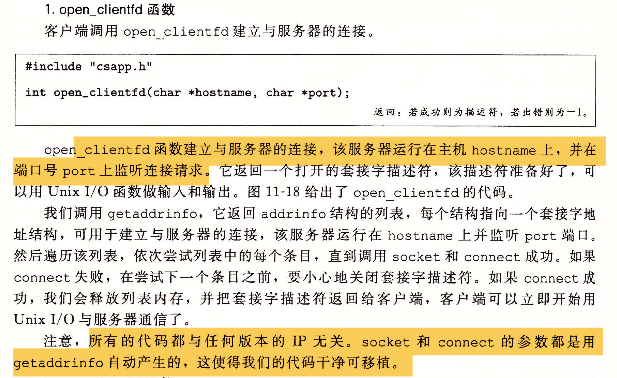 1. open_clientfd 函数
客户端调用 open_clientfd 建立与服务器的连接。
#include "csapp.h"
int open_clientfd(char *hostname, char *port);
返回：若成功则为描述符，若出错则为-1。
open_clientfd 函数建立与服务器的连接，该服务器运行在主机 hostname 上，并在
端口号 port 上监听连接请求。它返回一个打开的套接字描述符，该描述符准备好了，可
以用 Unix I/O 函数做输入和输出。图 11-18 给出了 open_clientfd 的代码。
我们调用 getaddrinfo，它返回 addrinfo 结构的列表，每个结构指向一个套接字地
址结构，可用于建立与服务器的连接，该服务器运行在 hostname 上并监听 port 端口。
然后遍历该列表，依次尝试列表中的每个条目，直到调用 socket 和 connect 成功。如果
connect 失败，在尝试下一个条目之前，要小心地关闭套接字描述符。如果 connect 成
功，我们会释放列表内存，并把套接字描述符返回给客户端，客户端可以立即开始用
Unix I/O 与服务器通信了。
注意，所有的代码都与任何版本的 IP 无关。socket 和 connect 的参数都是用
getaddrinfo 自动产生的，这使得我们的代码干净可移植。